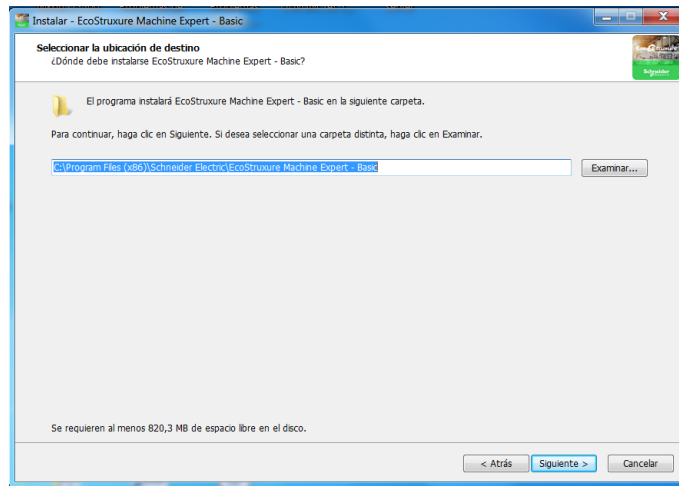 Instalar - EcoStruxure Machine Expert - Basic
Seleccionar la ubicación de destino
¿Dónde debe instalarse EcoStruxure Machine Expert - Basic?
Schneider
El programa instalará EcoStruxure Machine Expert - Basic en la siguiente carpeta.
Para continuar, haga clic en Siguiente. Si desea seleccionar una carpeta distinta, haga clic en Examinar.
C:\Program Files (x86)\Schneider Electric\EcoStruxure Machine Expert - Basic
Examinar...
Se requieren al menos 820,3 MB de espacio libre en el disco.
< Atrás
Siguiente >
Cancelar